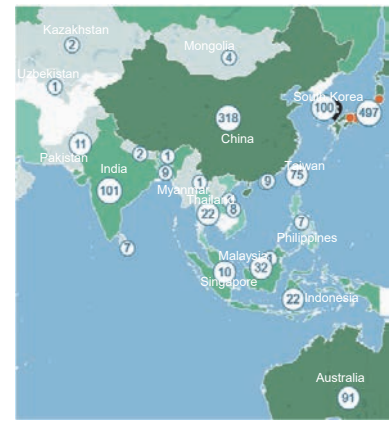 Kazakhstan
2
Mongolia
4
Uzbekistan
1
South Korea
100
497
318
China
11
Pakistan
2
1
India
9
101
Myanmar
1
9
Taiwan
75
Thailand
22
8
7
Philippines
7
Malaysia
32
10
Singapore
22
Indonesia
Australia
91